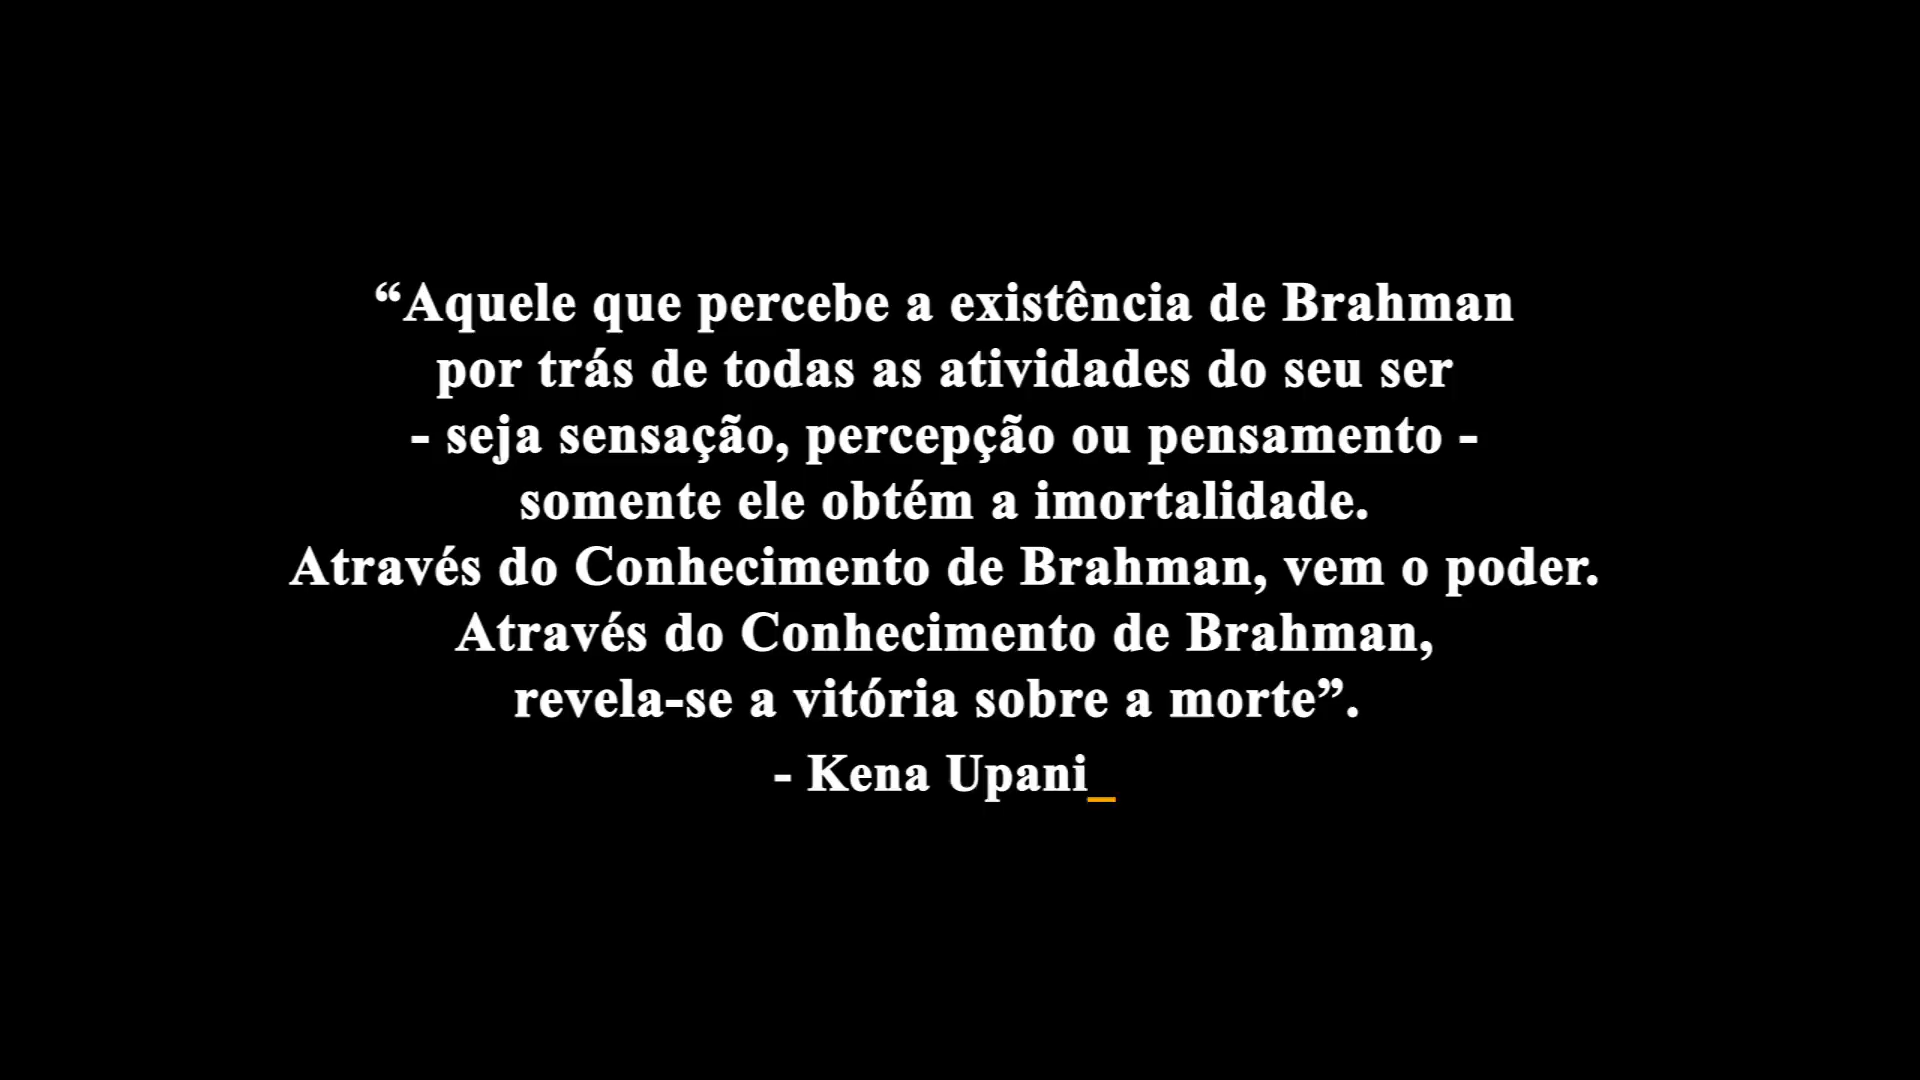 “Aquele que percebe a existência de Brahman
por trás de todas as atividades do seu ser
- seja sensação, percepção ou pensamento -
somente ele obtém a imortalidade.
Através do Conhecimento de Brahman, vem o poder.
Através do Conhecimento de Brahman,
revela-se a vitória sobre a morte”.
- Kena Upani_